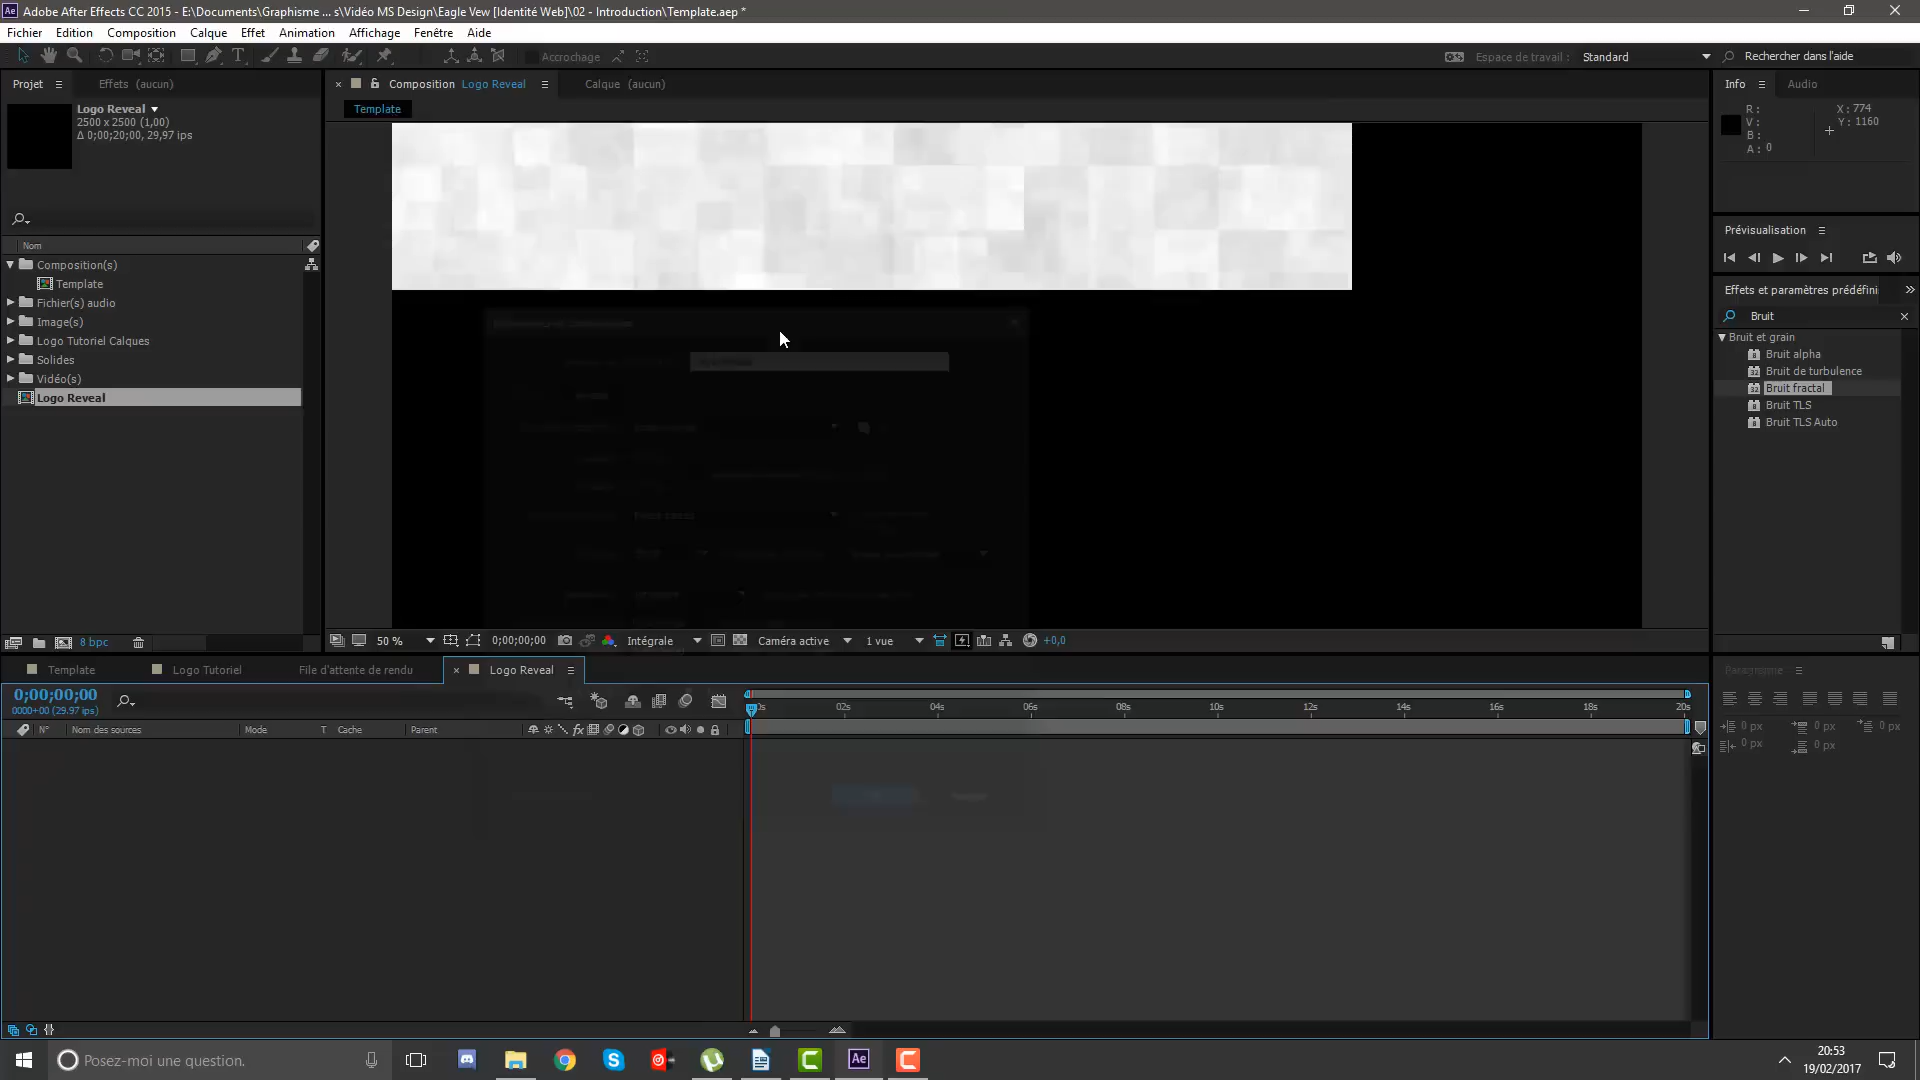 Adobe After Effects CC 2015 - E:\Documents\Graphisme ... s\Vidéo MS Design\Eagle Vew [Identité Web]\02 - Introduction\Template.aep *
Fichier Edition Composition Calque Effet Animation Affichage Fenêtre Aide
Accrochage
Espace de travail : Standard
Rechercher dans l'aide
Projet
Effets (aucun)
Logo Reveal
2500 x 2500 (1,00)
Δ 0;00;20;00, 29,97 ips
Nom
Composition(s)
Template
Fichier(s) audio
Image(s)
Logo Tutoriel Calques
Solides
Vidéo(s)
Logo Reveal
8 bpc
Composition Logo Reveal
Calque (aucun)
Template
50 %
0;00;00;00
Intégrale
Caméra active
1 vue
+0,0
Info
Audio
R :
V :
B :
A : 0
X : 774
Y : 1160
Prévisualisation
Effets et paramètres prédéfini
Bruit
Bruit et grain
Bruit alpha
Bruit de turbulence
Bruit fractal
Bruit TLS
Bruit TLS Auto
Paragraphe
0 px 0 px 0 px
0 px 0 px
Template
Logo Tutoriel
File d'attente de rendu
Logo Reveal
0;00;00;00
0000+00 (29.97 ips)
N° Nom des sources Mode T Cache Parent
0s 02s 04s 06s 08s 10s 12s 14s 16s 18s 20s
Posez-moi une question.
20:53
19/02/2017